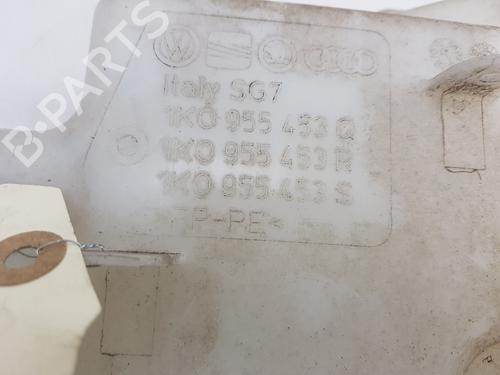 B-PARTS
Italy SG7
1K0 955 453 Q
1K0 955 453 R
1K0 955 453 S
>PP-PE<